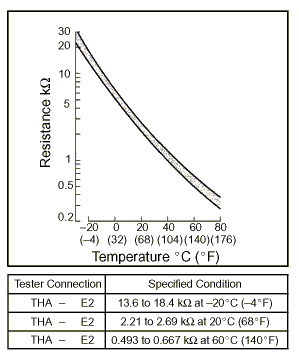 30
20
10
5
1
0.5
0.2
Resistance kΩ
−20 0 20 40 60 80
(−4) (32) (68) (104)(140)(176)
Temperature °C (°F)
Tester Connection Specified Condition
THA – E2 13.6 to 18.4 kΩ at −20°C (−4°F)
THA – E2 2.21 to 2.69 kΩ at 20°C (68°F)
THA – E2 0.493 to 0.667 kΩ at 60°C (140°F)